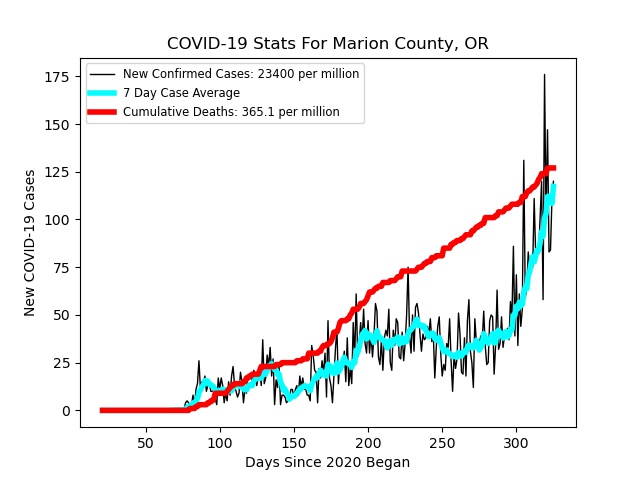 COVID-19 Stats For Marion County, OR
New Confirmed Cases: 23400 per million
7 Day Case Average
Cumulative Deaths: 365.1 per million
New COVID-19 Cases
175
150
125
100
75
50
25
0
50
100
150
200
250
300
Days Since 2020 Began